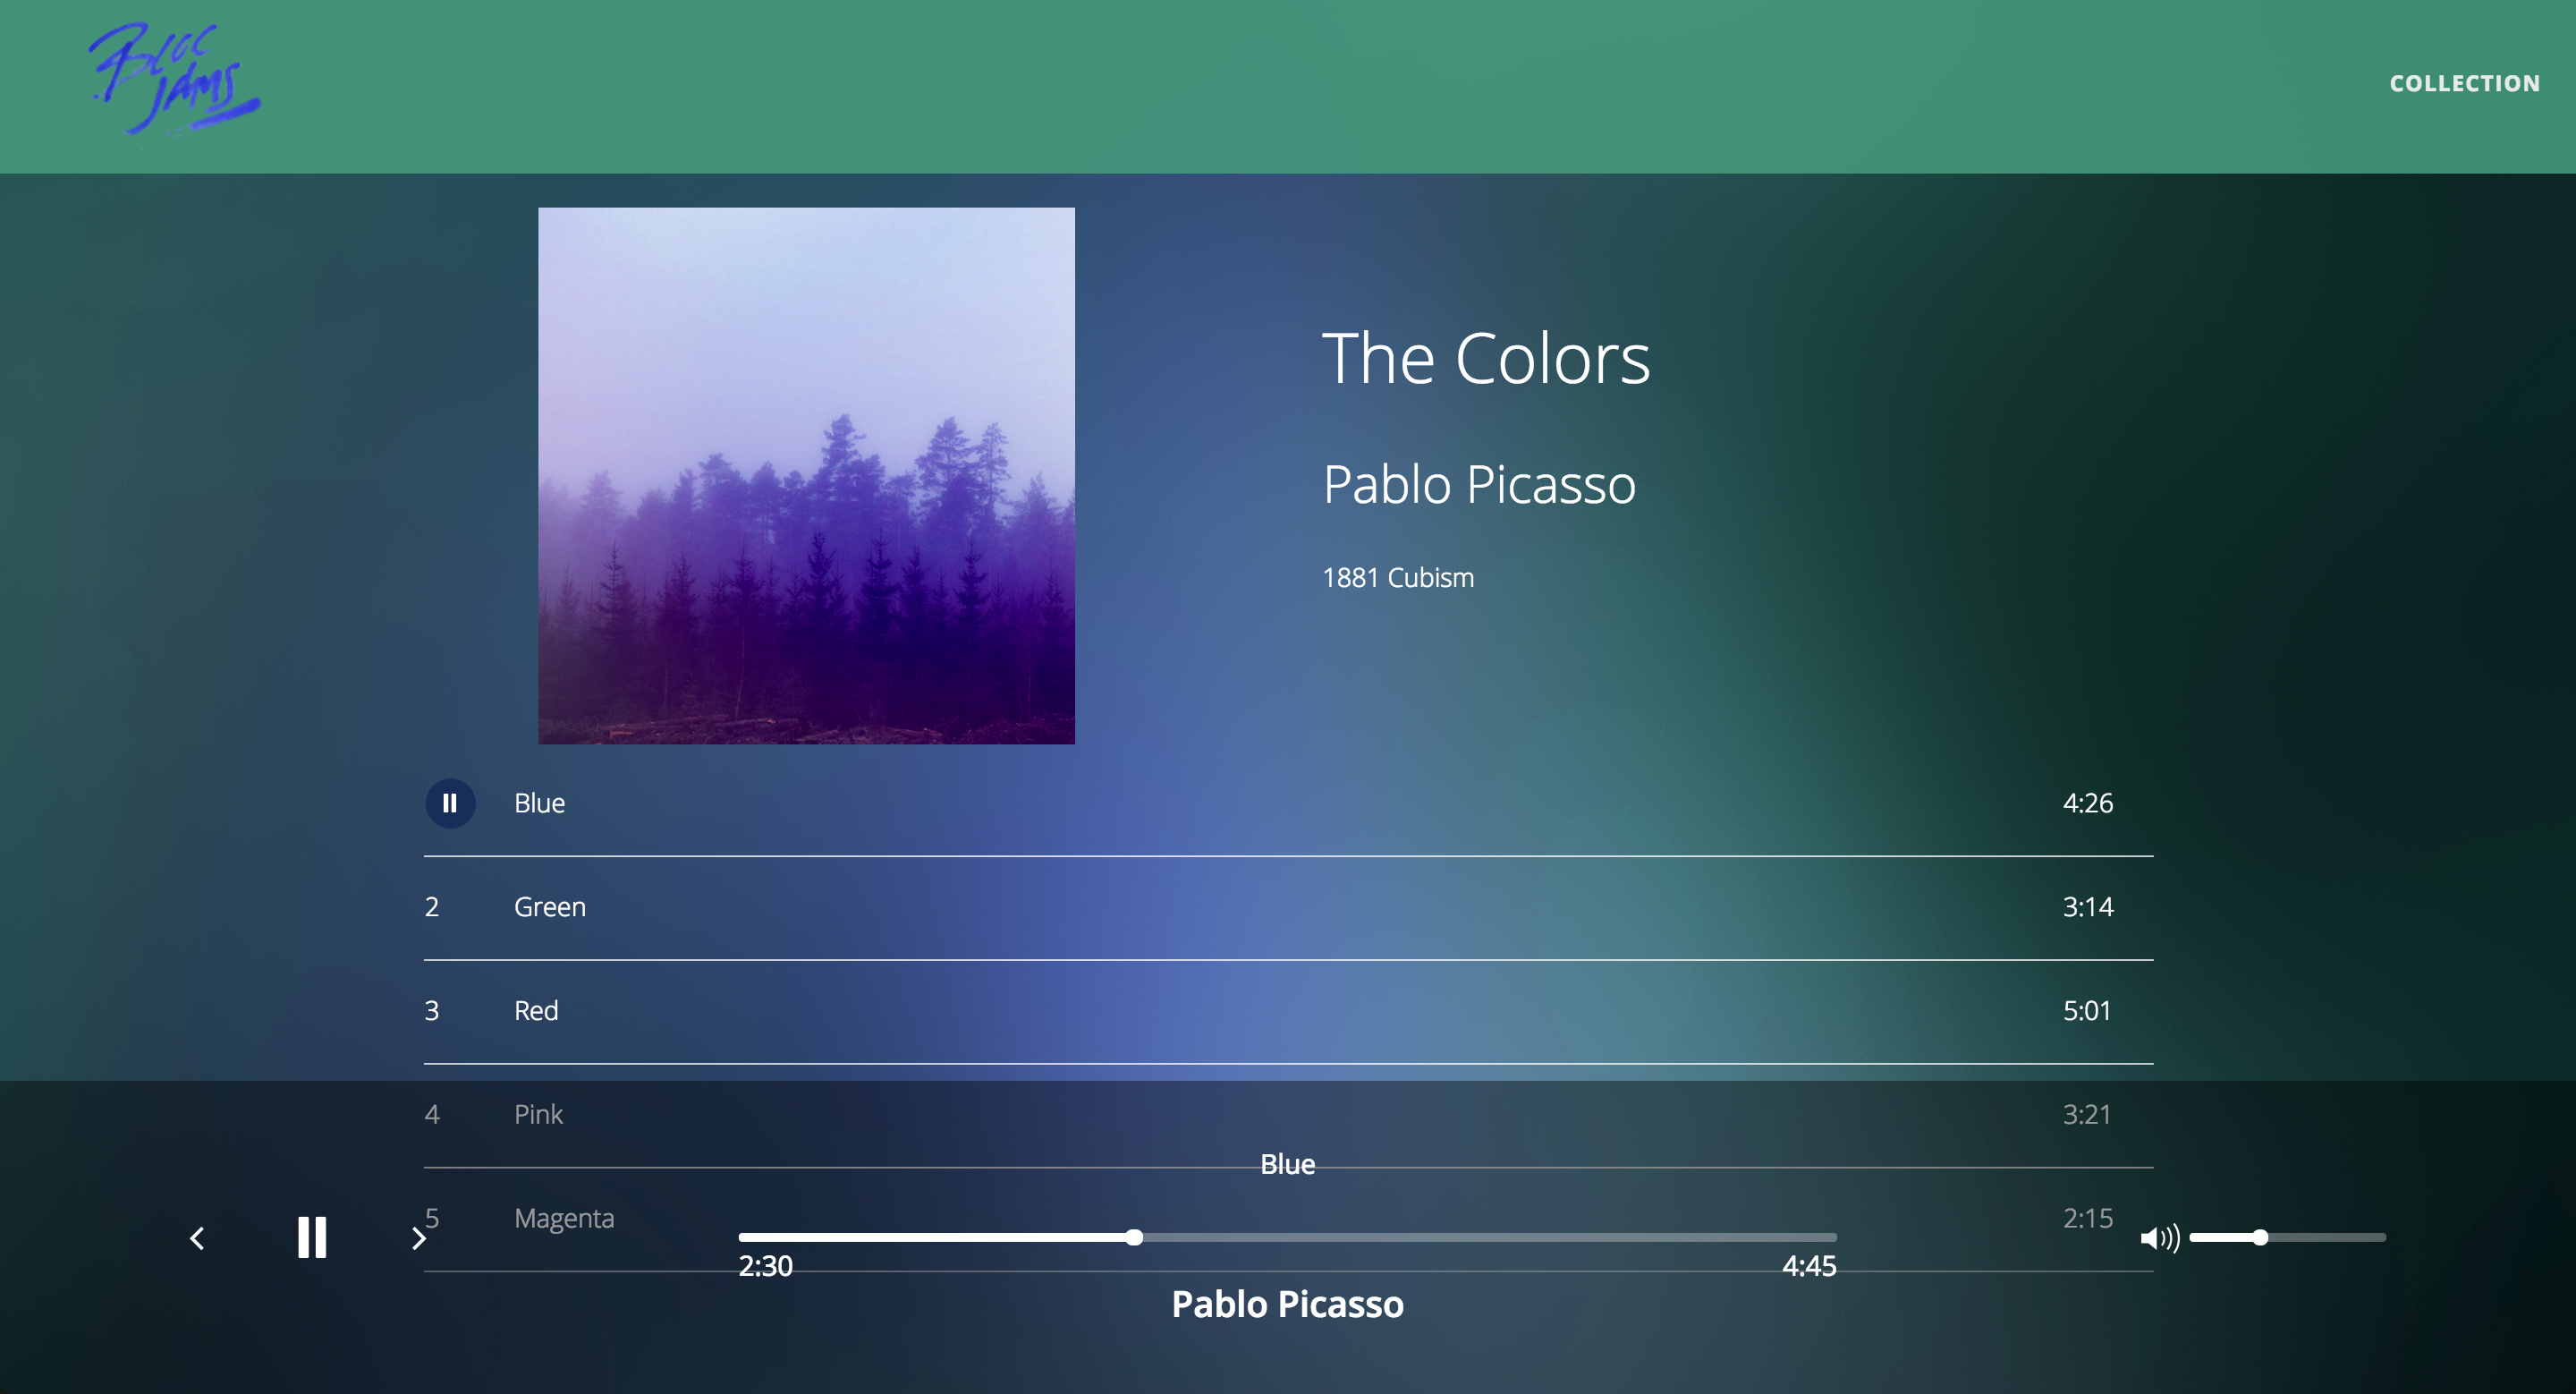 BLOC
JAMS
COLLECTION
The Colors
Pablo Picasso
1881 Cubism
Blue 4:26
2 Green 3:14
3 Red 5:01
4 Pink 3:21
Blue
5 Magenta 2:15
2:30 4:45
Pablo Picasso